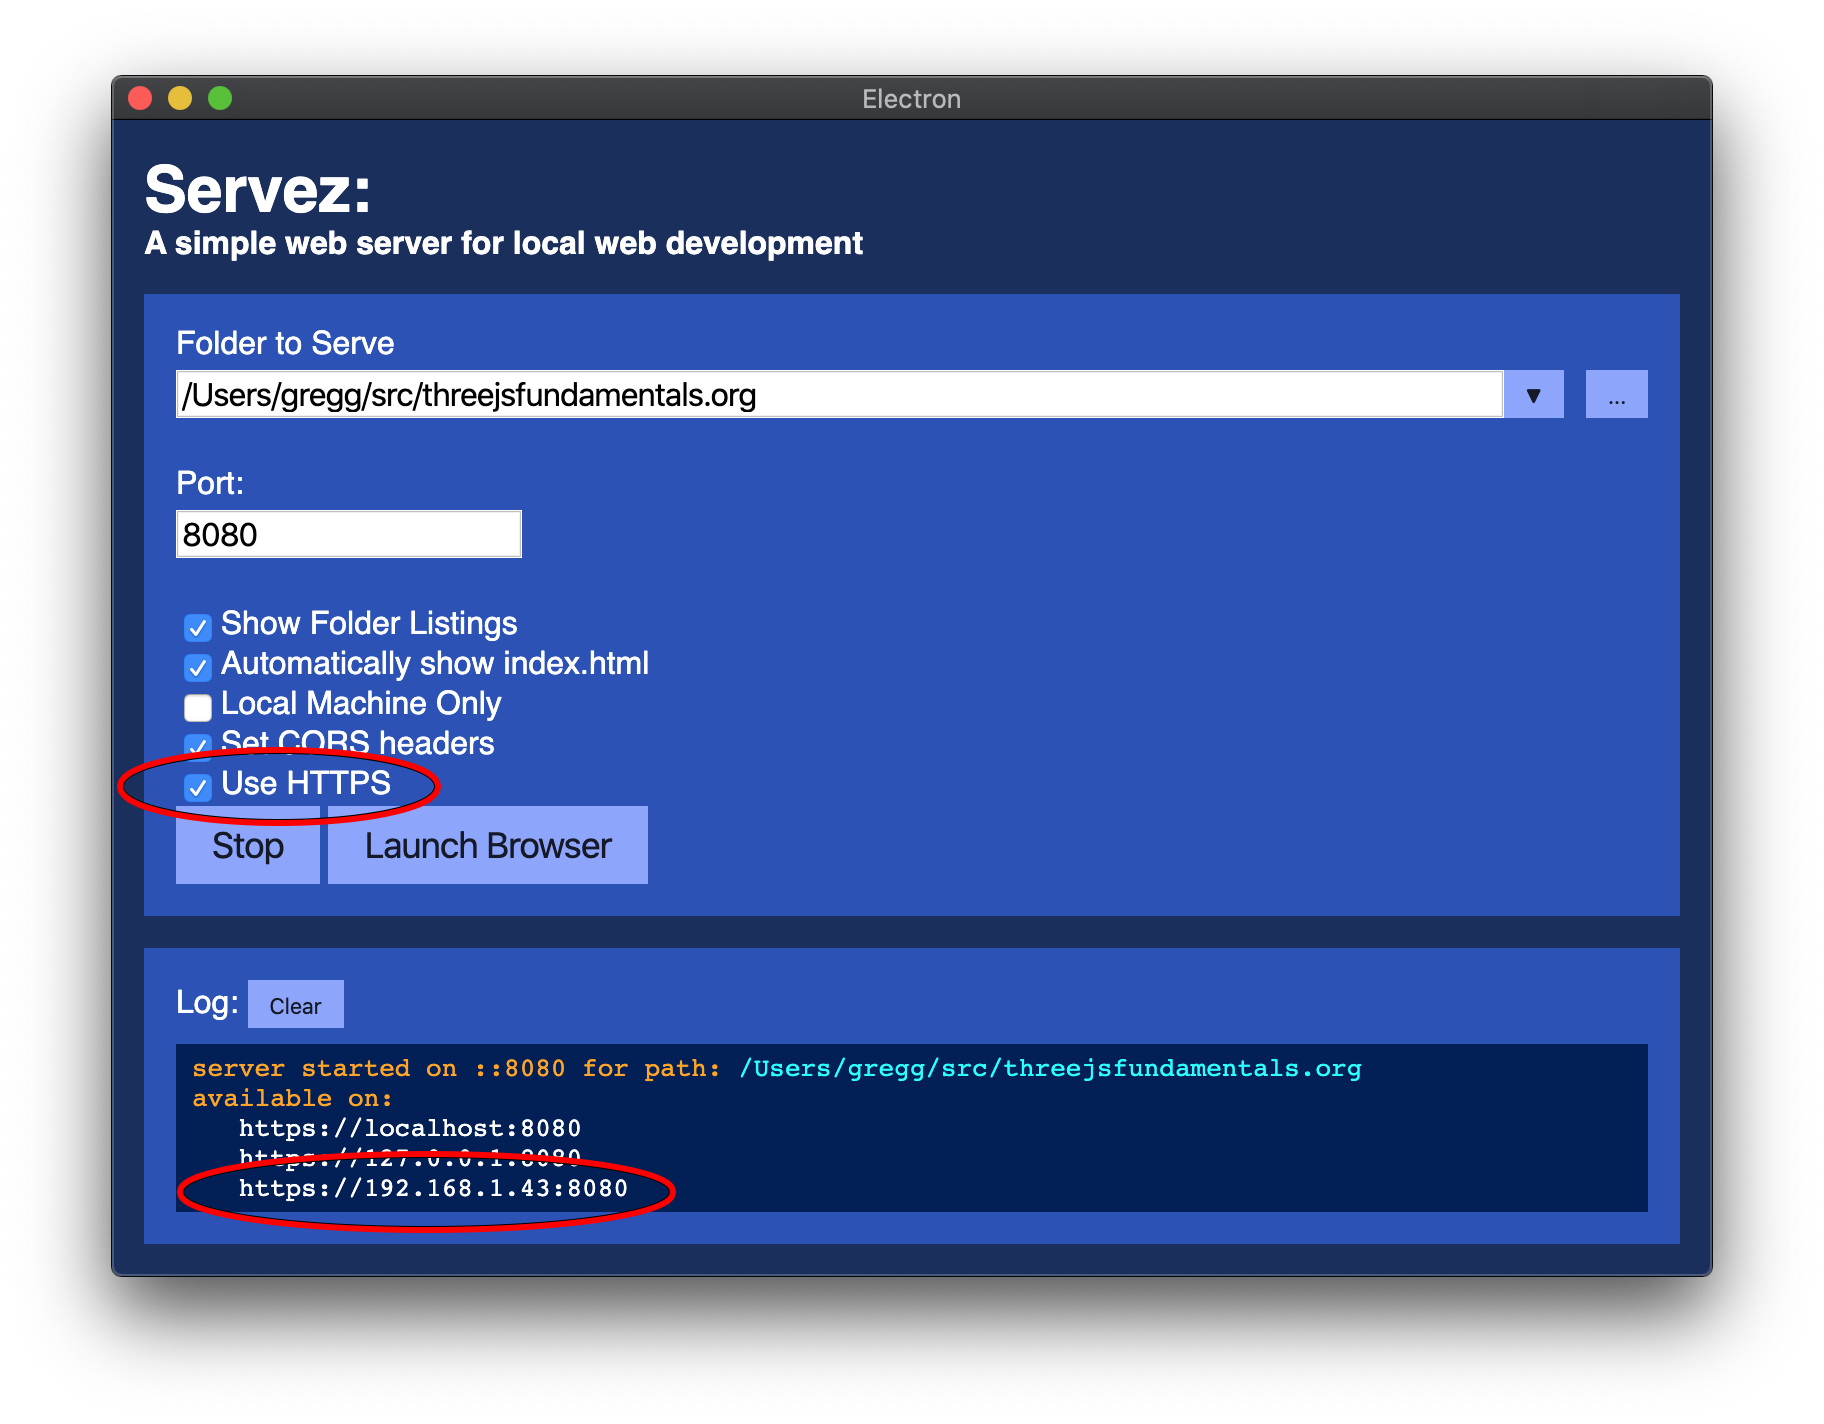 Electron
Servez:
A simple web server for local web development
Folder to Serve
/Users/gregg/src/threejsfundamentals.org ▼ ...
Port:
8080
Show Folder Listings
Automatically show index.html
Local Machine Only
Set CORS headers
Use HTTPS
Stop Launch Browser
Log: Clear
server started on :::8080 for path: /Users/gregg/src/threejsfundamentals.org
available on:
https://localhost:8080
https://127.0.0.1:8080
https://192.168.1.43:8080